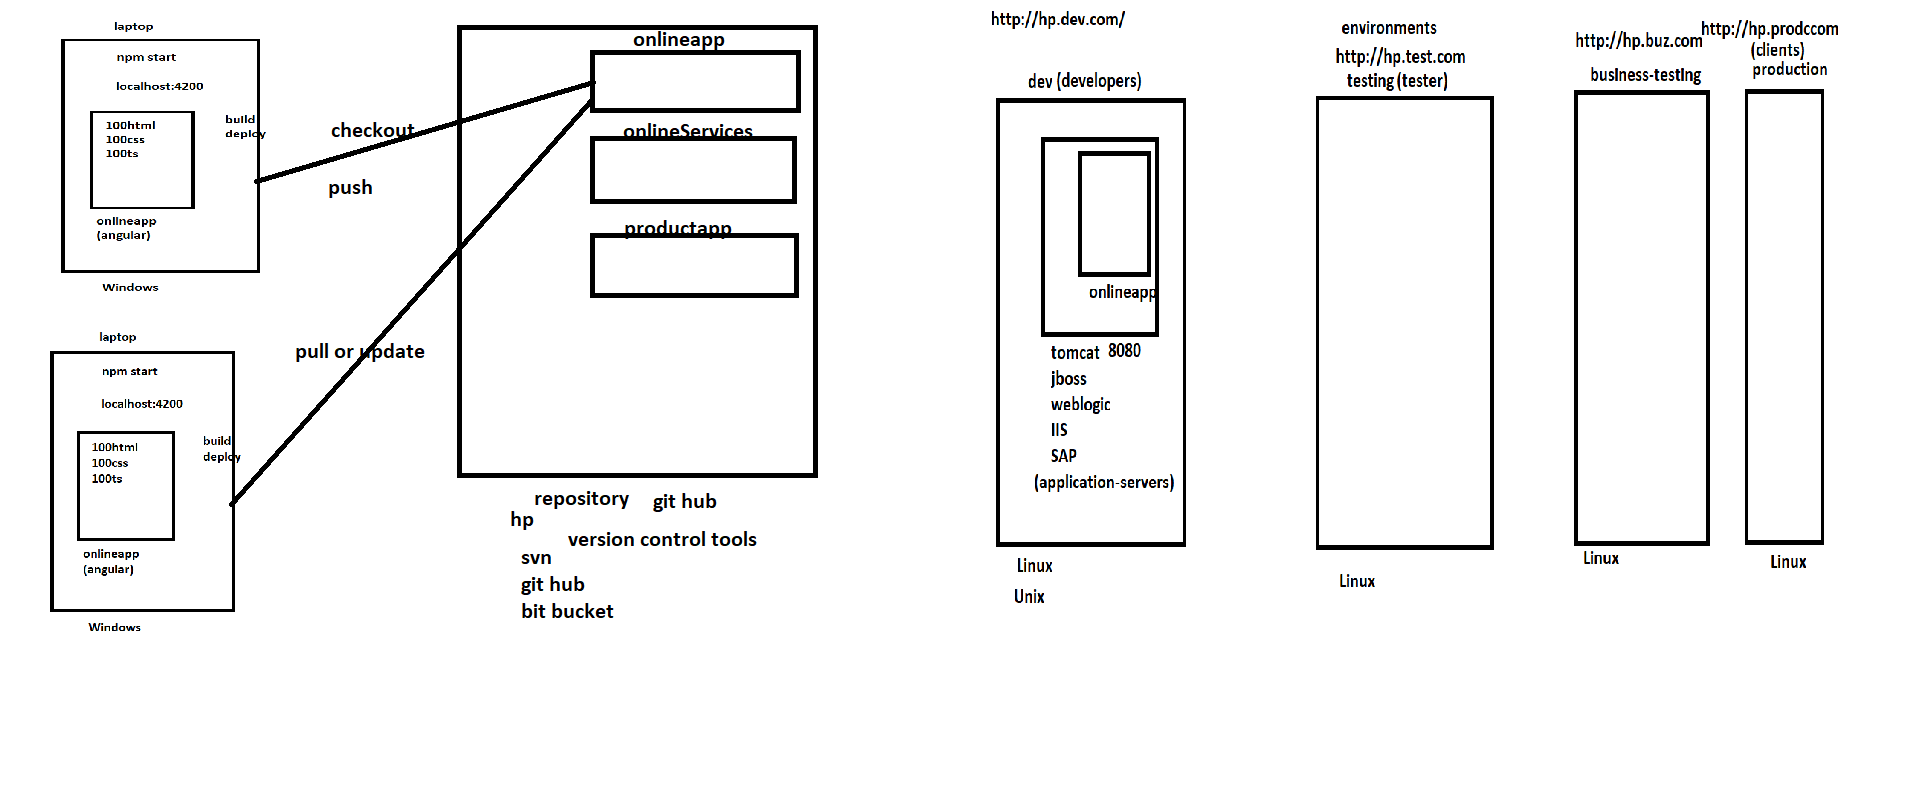 laptop
npm start
localhost:4200
100html
100css
100ts
build
deploy
onlineapp
(angular)
Windows
laptop
npm start
localhost:4200
100html
100css
100ts
build
deploy
onlineapp
(angular)
Windows
checkout
push
pull or update
onlineapp
onlineServices
productapp
repository git hub
hp
version control tools
svn
git hub
bit bucket
http://hp.dev.com/
dev (developers)
onlineapp
tomcat 8080
jboss
weblogic
IIS
SAP
(application-servers)
Linux
Unix
environments
http://hp.test.com
testing (tester)
Linux
http://hp.buz.com
business-testing
Linux
http://hp.prodccom
(clients)
production
Linux